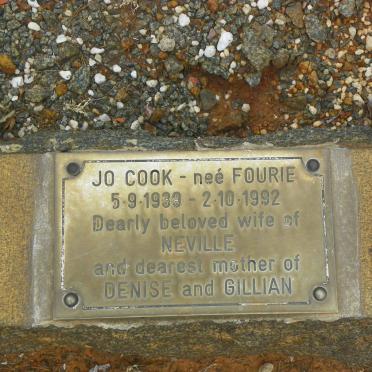 JO COOK - neé FOURIE
5·9·1939 - 2·10·1992
Dearly beloved wife of
NEVILLE
and dearest mother of
DENISE and GILLIAN